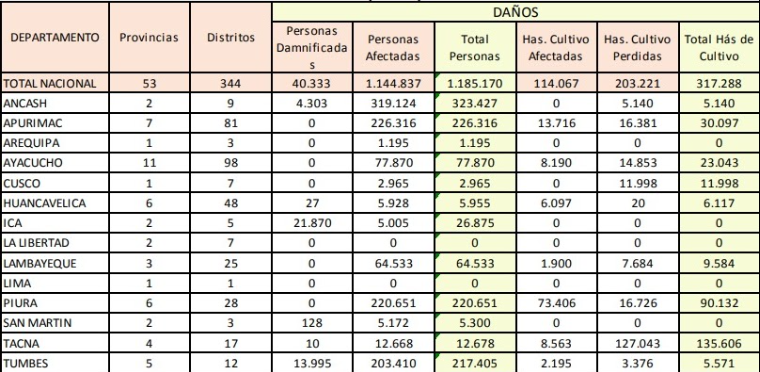 DAÑOS
DEPARTAMENTO Provincias Distritos Personas Damnificada s Personas Afectadas Total Personas Has. Cultivo Afectadas Has. Cultivo Perdidas Total Hás de Cultivo
TOTAL NACIONAL 53 344 40.333 1.144.837 1.185.170 114.067 203.221 317.288
ANCASH 2 9 4.303 319.124 323.427 0 5.140 5.140
APURIMAC 7 81 0 226.316 226.316 13.716 16.381 30.097
AREQUIPA 1 3 0 1.195 1.195 0 0 0
AYACUCHO 11 98 0 77.870 77.870 8.190 14.853 23.043
CUSCO 1 7 0 2.965 2.965 0 11.998 11.998
HUANCAVELICA 6 48 27 5.928 5.955 6.097 20 6.117
ICA 2 5 21.870 5.005 26.875 0 0 0
LA LIBERTAD 2 7 0 0 0 0 0 0
LAMBAYEQUE 3 25 0 64.533 64.533 1.900 7.684 9.584
LIMA 1 1 0 0 0 0 0 0
PIURA 6 28 0 220.651 220.651 73.406 16.726 90.132
SAN MARTIN 2 3 128 5.172 5.300 0 0 0
TACNA 4 17 10 12.668 12.678 8.563 127.043 135.606
TUMBES 5 12 13.995 203.410 217.405 2.195 3.376 5.571